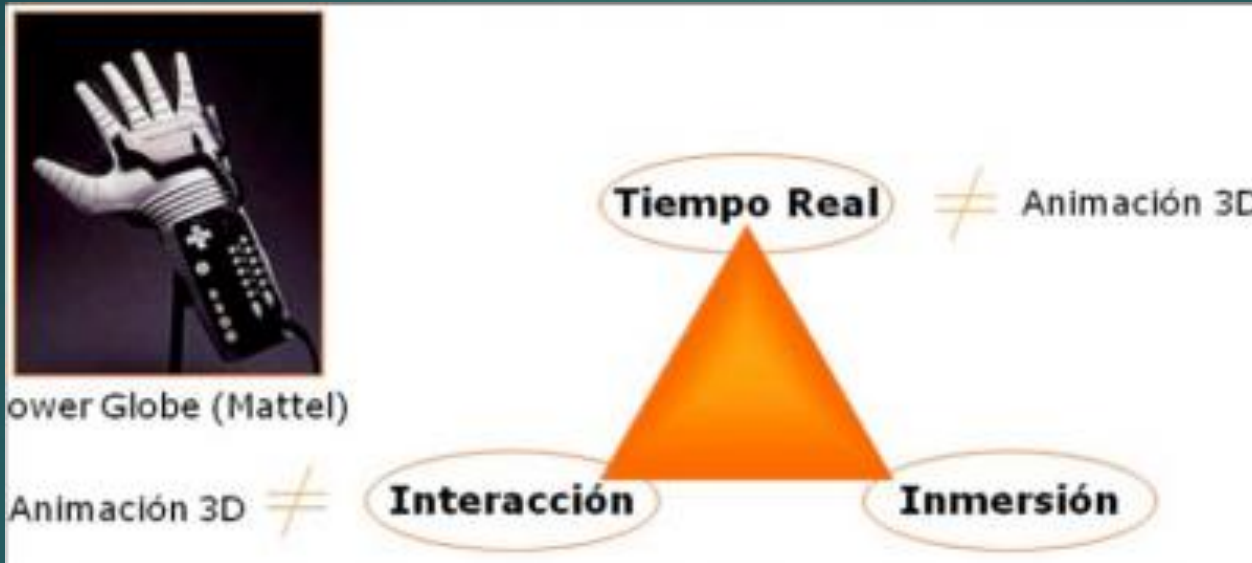 Tiempo Real ≠ Animación 3D
ower Globe (Mattel)
Animación 3D ≠ Interacción
Inmersión